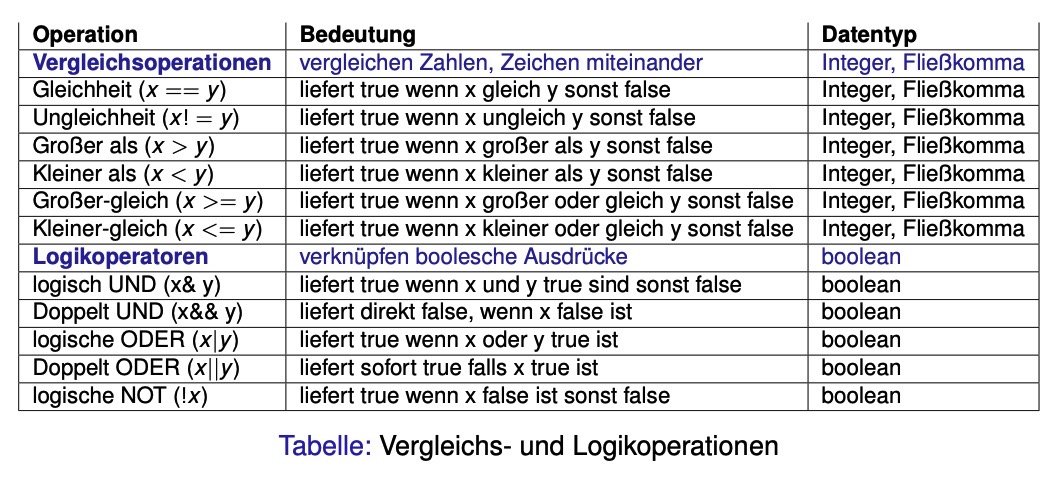 Operation Bedeutung Datentyp
Vergleichsoperationen vergleichen Zahlen, Zeichen miteinander Integer, Fließkomma
Gleichheit (x == y) liefert true wenn x gleich y sonst false Integer, Fließkomma
Ungleichheit (x! = y) liefert true wenn x ungleich y sonst false Integer, Fließkomma
Großer als (x > y) liefert true wenn x großer als y sonst false Integer, Fließkomma
Kleiner als (x < y) liefert true wenn x kleiner als y sonst false Integer, Fließkomma
Großer-gleich (x >= y) liefert true wenn x großer oder gleich y sonst false Integer, Fließkomma
Kleiner-gleich (x <= y) liefert true wenn x kleiner oder gleich y sonst false Integer, Fließkomma
Logikoperatoren verknüpfen boolesche Ausdrücke boolean
logisch UND (x& y) liefert true wenn x und y true sind sonst false boolean
Doppelt UND (x&& y) liefert direkt false, wenn x false ist boolean
logische ODER (x|y) liefert true wenn x oder y true ist boolean
Doppelt ODER (x||y) liefert sofort true falls x true ist boolean
logische NOT (!x) liefert true wenn x false ist sonst false boolean
Tabelle: Vergleichs- und Logikoperationen